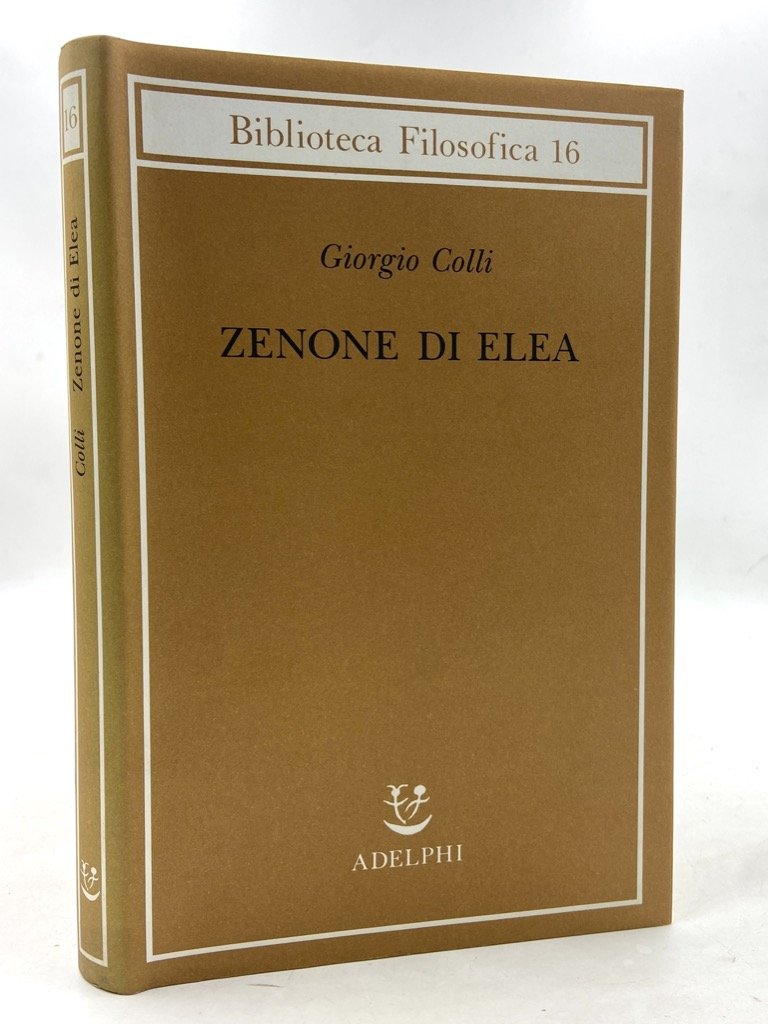 16
Colli Zenone di Elea
Biblioteca Filosofica 16
Giorgio Colli
ZENONE DI ELEA
ADELPHI